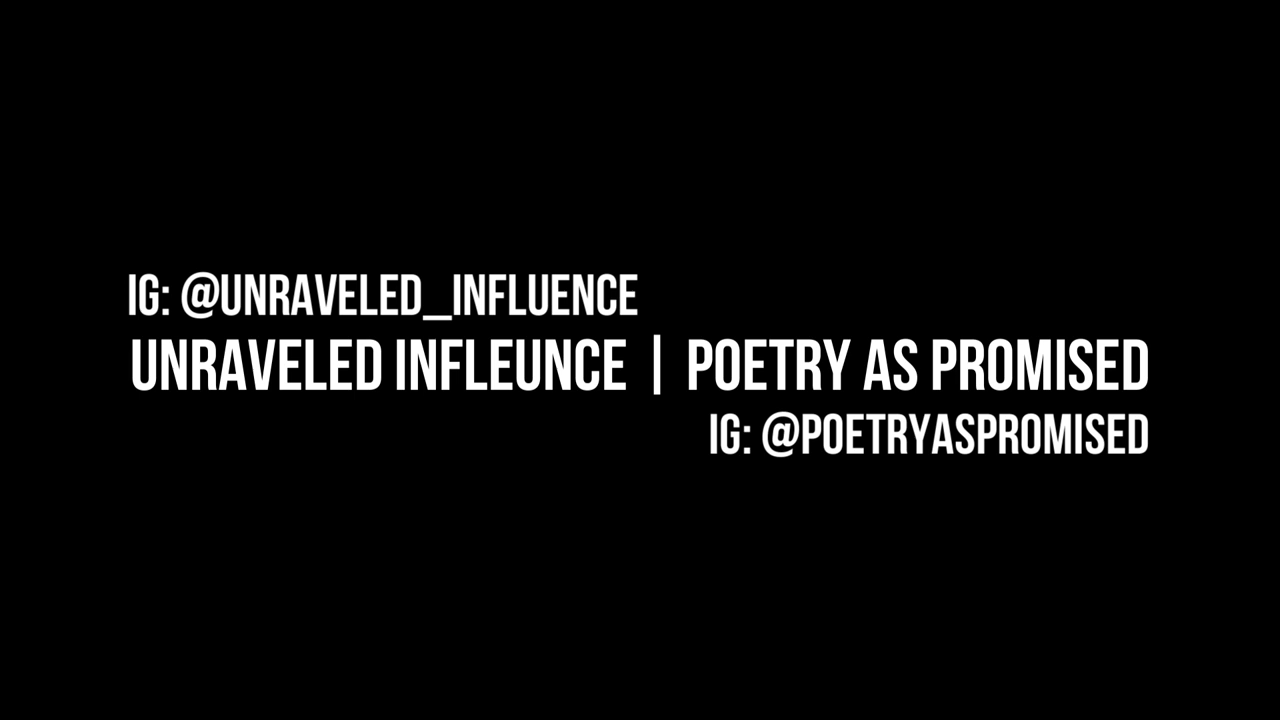 IG: @UNRAVELED_INFLUENCE
UNRAVELED INFLEUNCE | POETRY AS PROMISED
IG: @POETRYASPROMISED